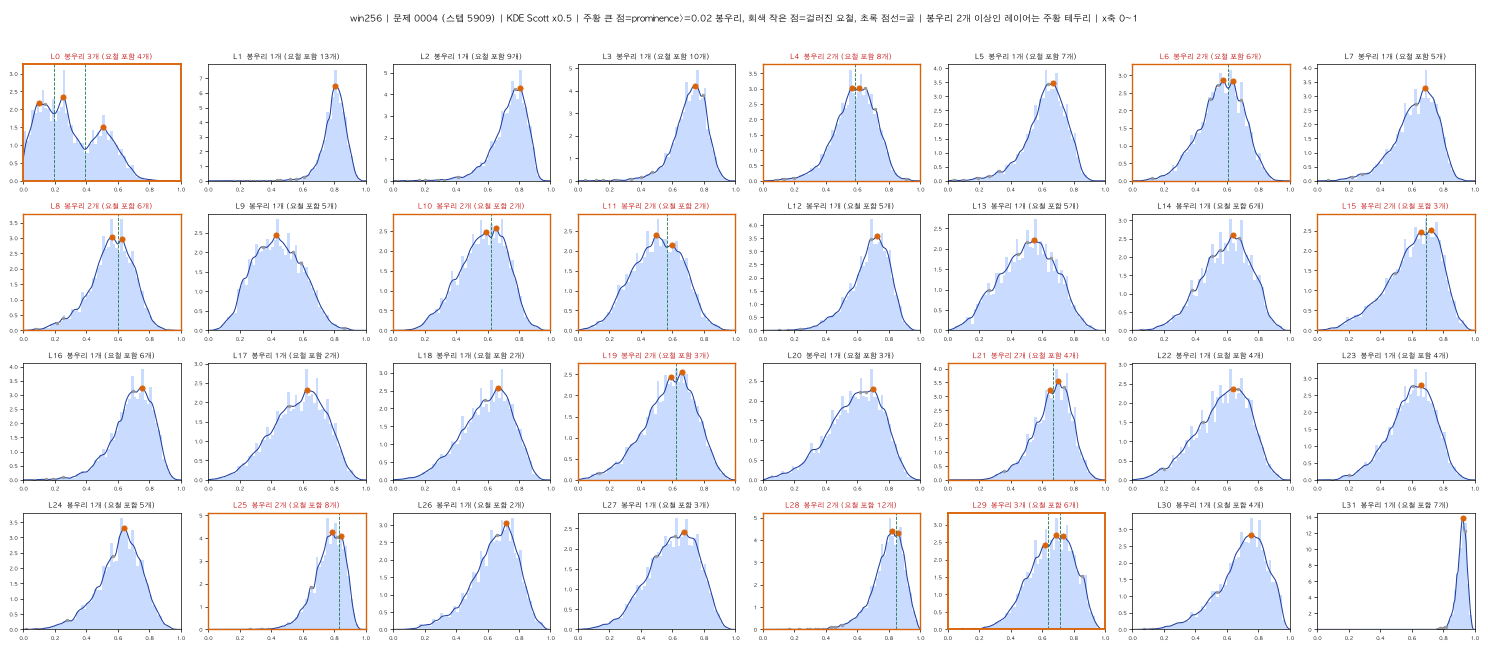 win256 | 문제 0004 (스텝 5909) | KDE Scott x0.5 | 주황 큰 점=prominence>=0.02 봉우리, 회색 작은 점=걸러진 요철, 초록 점선=골 | 봉우리 2개 이상인 레이어는 주황 테두리 | x축 0~1
L0 봉우리 3개 (요철 포함 4개)
L1 봉우리 1개 (요철 포함 13개)
L2 봉우리 1개 (요철 포함 9개)
L3 봉우리 1개 (요철 포함 10개)
L4 봉우리 2개 (요철 포함 8개)
L5 봉우리 1개 (요철 포함 7개)
L6 봉우리 2개 (요철 포함 6개)
L7 봉우리 1개 (요철 포함 5개)
L8 봉우리 2개 (요철 포함 6개)
L9 봉우리 1개 (요철 포함 5개)
L10 봉우리 2개 (요철 포함 2개)
L11 봉우리 2개 (요철 포함 2개)
L12 봉우리 1개 (요철 포함 5개)
L13 봉우리 1개 (요철 포함 5개)
L14 봉우리 1개 (요철 포함 6개)
L15 봉우리 2개 (요철 포함 3개)
L16 봉우리 1개 (요철 포함 6개)
L17 봉우리 1개 (요철 포함 2개)
L18 봉우리 1개 (요철 포함 2개)
L19 봉우리 2개 (요철 포함 3개)
L20 봉우리 1개 (요철 포함 3개)
L21 봉우리 2개 (요철 포함 4개)
L22 봉우리 1개 (요철 포함 4개)
L23 봉우리 1개 (요철 포함 4개)
L24 봉우리 1개 (요철 포함 5개)
L25 봉우리 2개 (요철 포함 8개)
L26 봉우리 1개 (요철 포함 2개)
L27 봉우리 1개 (요철 포함 3개)
L28 봉우리 2개 (요철 포함 12개)
L29 봉우리 3개 (요철 포함 6개)
L30 봉우리 1개 (요철 포함 4개)
L31 봉우리 1개 (요철 포함 7개)